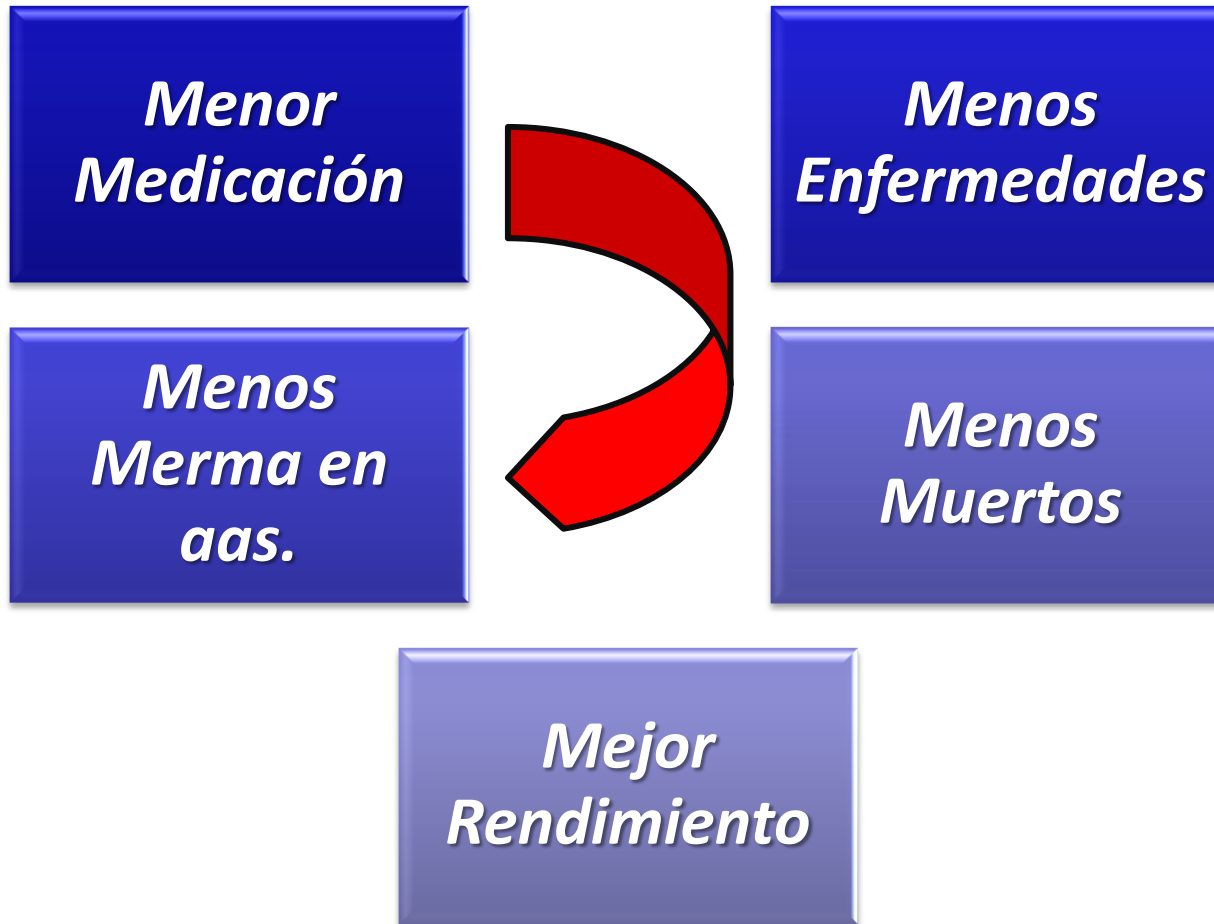 Menor
Medicación
Menos
Enfermedades
Menos
Merma en
aas.
Menos
Muertos
Mejor
Rendimiento